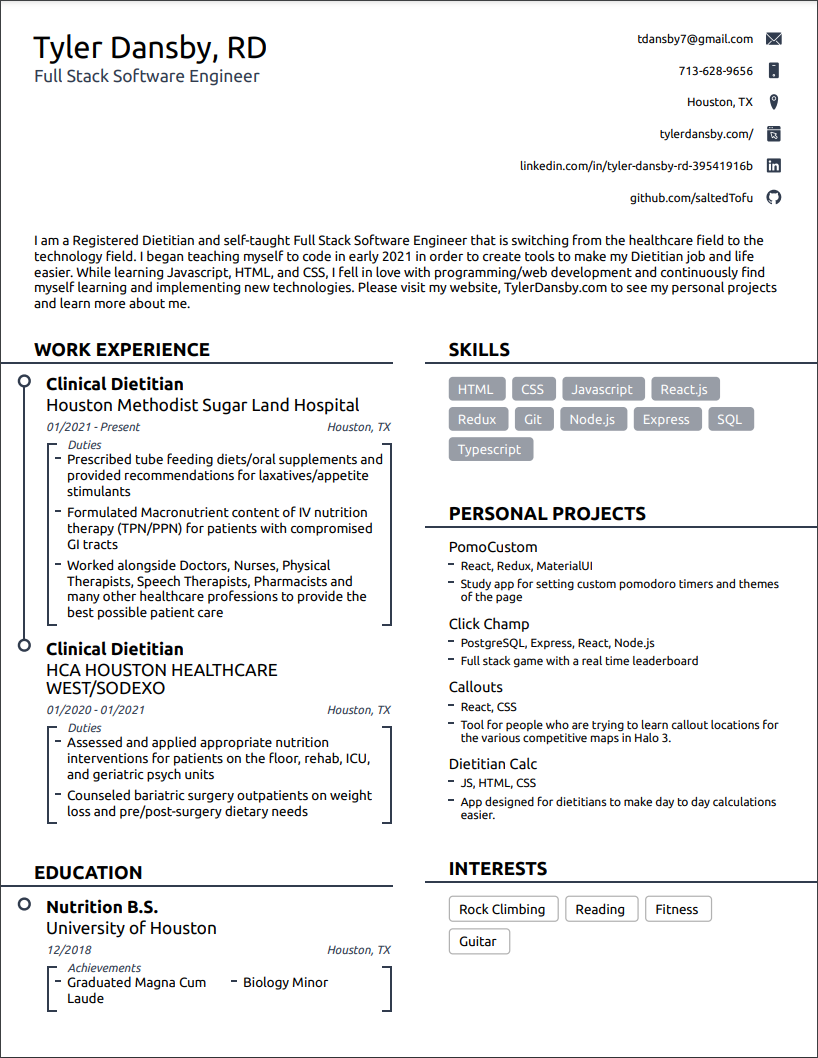 Tyler Dansby, RD
Full Stack Software Engineer
tdansby7@gmail.com
713-628-9656
Houston, TX
tylerdansby.com/
linkedin.com/in/tyler-dansby-rd-39541916b
github.com/saltedTofu
I am a Registered Dietitian and self-taught Full Stack Software Engineer that is switching from the healthcare field to the
technology field. I began teaching myself to code in early 2021 in order to create tools to make my Dietitian job and life
easier. While learning Javascript, HTML, and CSS, I fell in love with programming/web development and continuously find
myself learning and implementing new technologies. Please visit my website, TylerDansby.com to see my personal projects
and learn more about me.
WORK EXPERIENCE
Clinical Dietitian
Houston Methodist Sugar Land Hospital
01/2021 - Present Houston, TX
Duties
- Prescribed tube feeding diets/oral supplements and
provided recommendations for laxatives/appetite
stimulants
- Formulated Macronutrient content of IV nutrition
therapy (TPN/PPN) for patients with compromised
GI tracts
- Worked alongside Doctors, Nurses, Physical
Therapists, Speech Therapists, Pharmacists and
many other healthcare professions to provide the
best possible patient care
Clinical Dietitian
HCA HOUSTON HEALTHCARE
WEST/SODEXO
01/2020 - 01/2021 Houston, TX
Duties
- Assessed and applied appropriate nutrition
interventions for patients on the floor, rehab, ICU,
and geriatric psych units
- Counseled bariatric surgery outpatients on weight
loss and pre/post-surgery dietary needs
EDUCATION
Nutrition B.S.
University of Houston
12/2018 Houston, TX
Achievements
- Graduated Magna Cum - Biology Minor
Laude
SKILLS
HTML CSS Javascript React.js
Redux Git Node.js Express SQL
Typescript
PERSONAL PROJECTS
PomoCustom
- React, Redux, MaterialUI
- Study app for setting custom pomodoro timers and themes
of the page
Click Champ
- PostgreSQL, Express, React, Node.js
- Full stack game with a real time leaderboard
Callouts
- React, CSS
- Tool for people who are trying to learn callout locations for
the various competitive maps in Halo 3.
Dietitian Calc
- JS, HTML, CSS
- App designed for dietitians to make day to day calculations
easier.
INTERESTS
Rock Climbing Reading Fitness
Guitar